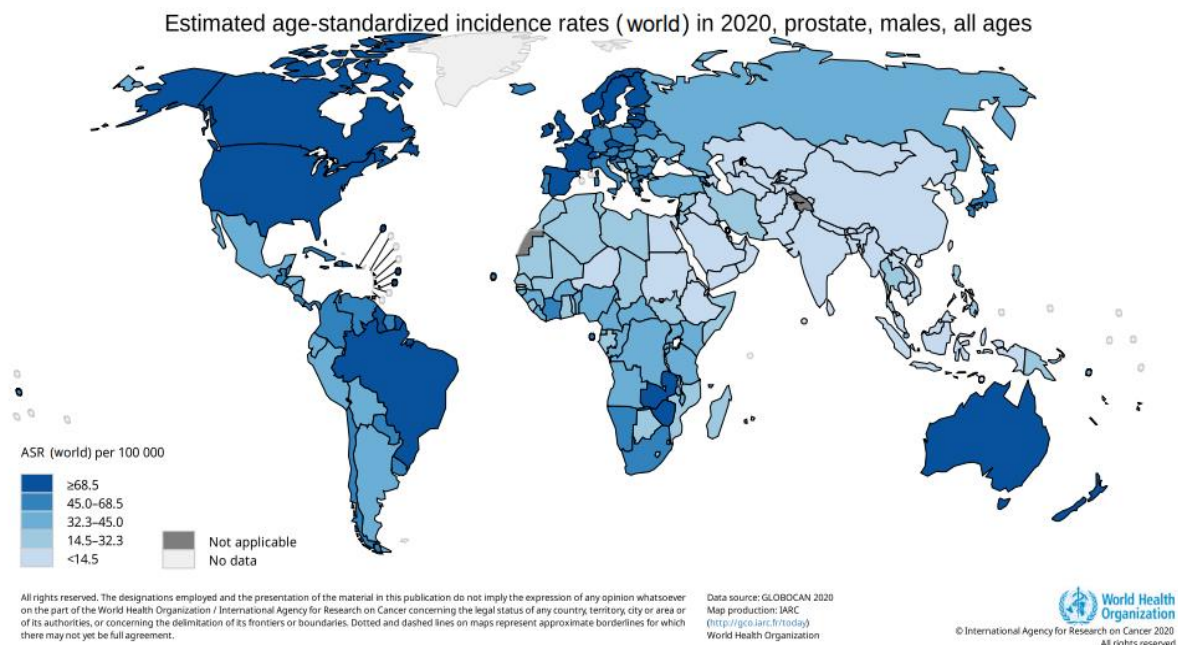 Estimated age-standardized incidence rates (world) in 2020, prostate, males, all ages
ASR (world) per 100 000
≥68.5
45.0–68.5
32.3–45.0
14.5–32.3
<14.5
Not applicable
No data
All rights reserved. The designations employed and the presentation of the material in this publication do not imply the expression of any opinion whatsoever
on the part of the World Health Organization / International Agency for Research on Cancer concerning the legal status of any country, territory, city or area or
of its authorities, or concerning the delimitation of its frontiers or boundaries. Dotted and dashed lines on maps represent approximate borderlines for which
there may not yet be full agreement.
Data source: GLOBOCAN 2020
Map production: IARC
(http://gco.iarc.fr/today)
World Health Organization
World Health
Organization
© International Agency for Research on Cancer 2020
All rights reserved